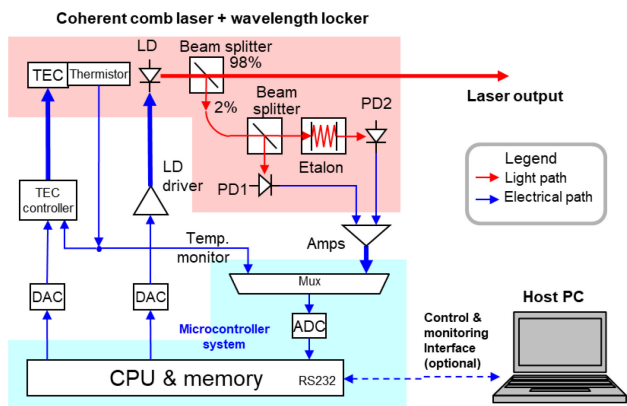 Coherent comb laser + wavelength locker
LD
Beam splitter
98%
TEC
Thermistor
2%
Beam
splitter
PD2
Laser output
Etalon
LD
driver
PD1
Legend
Light path
Electrical path
TEC
controller
Temp.
monitor
Amps
Mux
DAC
DAC
ADC
Microcontroller
system
Host PC
Control &
monitoring
Interface
(optional)
CPU & memory
RS232